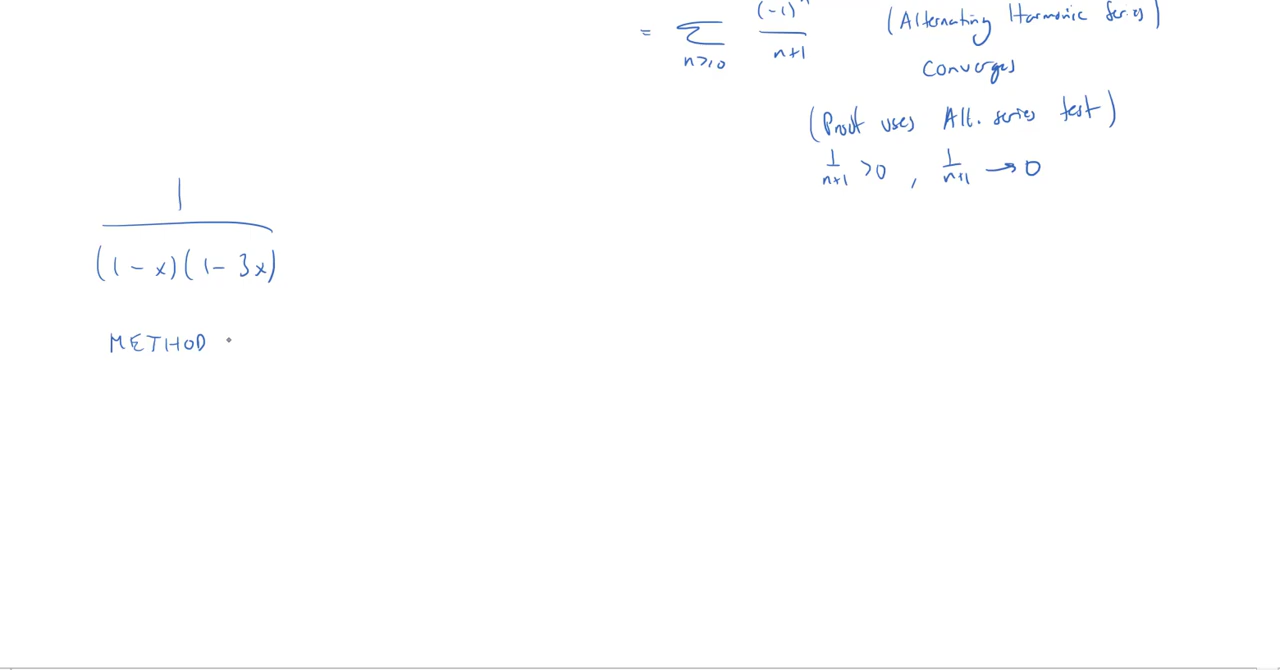 = ∑_{n≥0} (-1)^n / (n+1) (Alternating Harmonic Series)
Converges
(Proof uses Alt. series test)
1/(n+1) > 0 , 1/(n+1) → 0
1 / ((1 - x)(1 - 3x))
METHOD